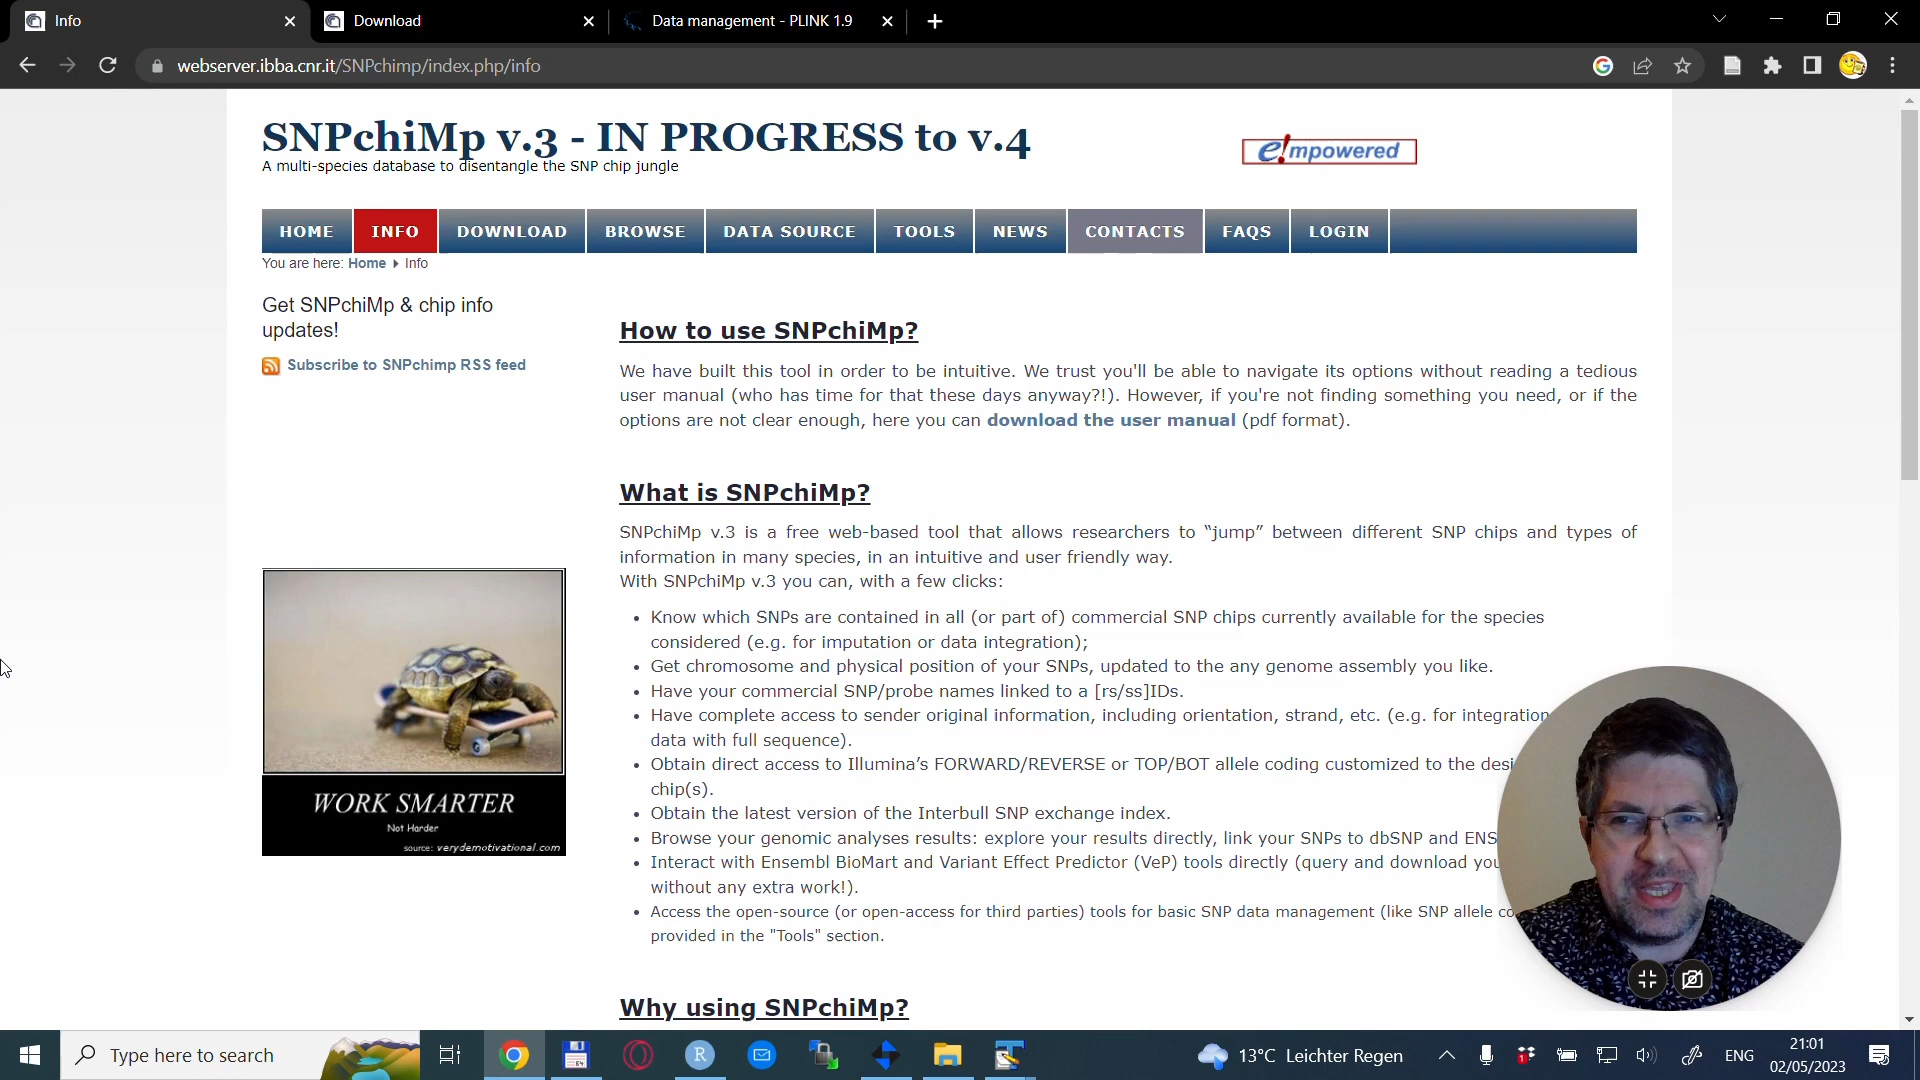 Info
Download
Data management - PLINK 1.9
webserver.ibba.cnr.it/SNPchimp/index.php/info
SNPchiMp v.3 - IN PROGRESS to v.4
A multi-species database to disentangle the SNP chip jungle
e!mpowered
HOME INFO DOWNLOAD BROWSE DATA SOURCE TOOLS NEWS CONTACTS FAQS LOGIN
You are here: Home Info
Get SNPchiMp & chip info
updates!
Subscribe to SNPchimp RSS feed
WORK SMARTER
Not Harder
source: verydemotivational.com
How to use SNPchiMp?
We have built this tool in order to be intuitive. We trust you'll be able to navigate its options without reading a tedious
user manual (who has time for that these days anyway?!). However, if you're not finding something you need, or if the
options are not clear enough, here you can download the user manual (pdf format).
What is SNPchiMp?
SNPchiMp v.3 is a free web-based tool that allows researchers to “jump” between different SNP chips and types of
information in many species, in an intuitive and user friendly way.
With SNPchiMp v.3 you can, with a few clicks:
• Know which SNPs are contained in all (or part of) commercial SNP chips currently available for the species
considered (e.g. for imputation or data integration);
• Get chromosome and physical position of your SNPs, updated to the any genome assembly you like.
• Have your commercial SNP/probe names linked to a [rs/ss]IDs.
• Have complete access to sender original information, including orientation, strand, etc. (e.g. for integration
data with full sequence).
• Obtain direct access to Illumina’s FORWARD/REVERSE or TOP/BOT allele coding customized to the desi
chip(s).
• Obtain the latest version of the Interbull SNP exchange index.
• Browse your genomic analyses results: explore your results directly, link your SNPs to dbSNP and ENS
• Interact with Ensembl BioMart and Variant Effect Predictor (VeP) tools directly (query and download you
without any extra work!).
• Access the open-source (or open-access for third parties) tools for basic SNP data management (like SNP allele co
provided in the "Tools" section.
Why using SNPchiMp?
Type here to search
64
R
13°C Leichter Regen
1
ENG
21:01
02/05/2023